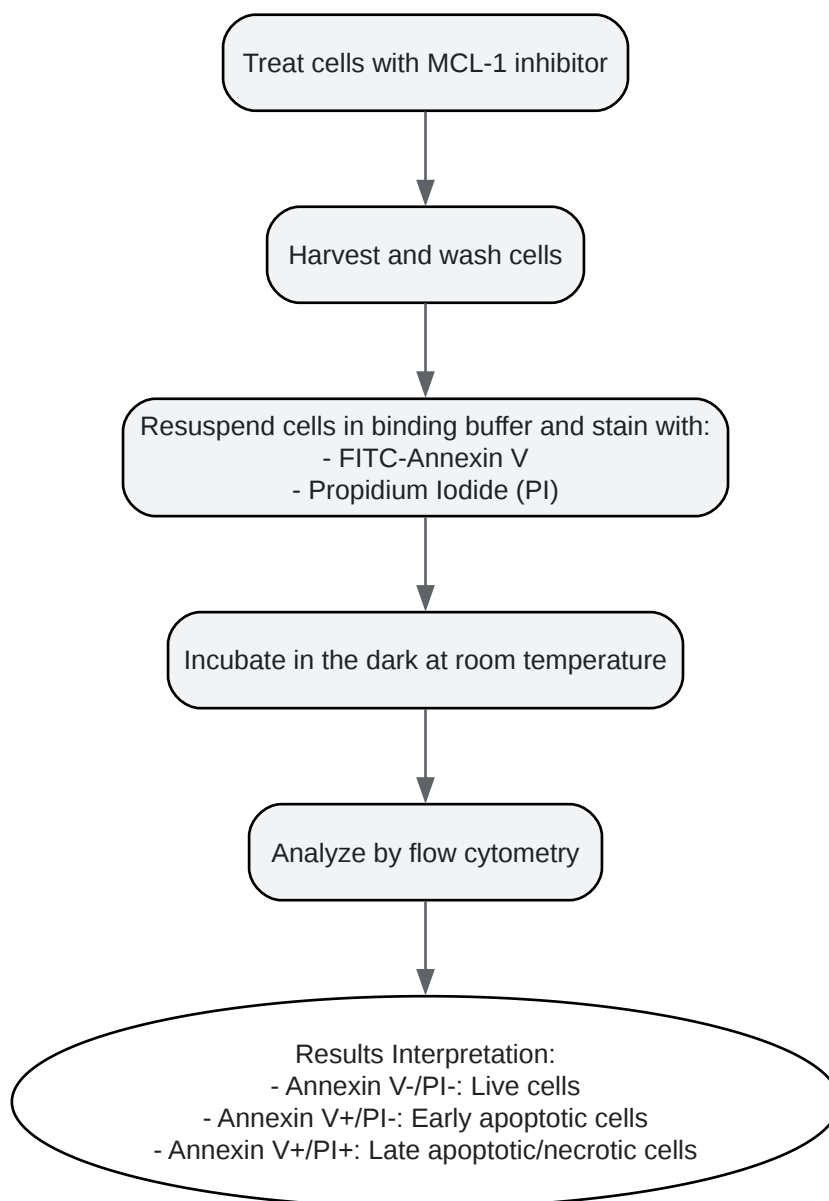 Treat cells with MCL-1 inhibitor
Harvest and wash cells
Resuspend cells in binding buffer and stain with:
- FITC-Annexin V
- Propidium Iodide (PI)
Incubate in the dark at room temperature
Analyze by flow cytometry
Results Interpretation:
- Annexin V-/PI-: Live cells
- Annexin V+/PI-: Early apoptotic cells
- Annexin V+/PI+: Late apoptotic/necrotic cells